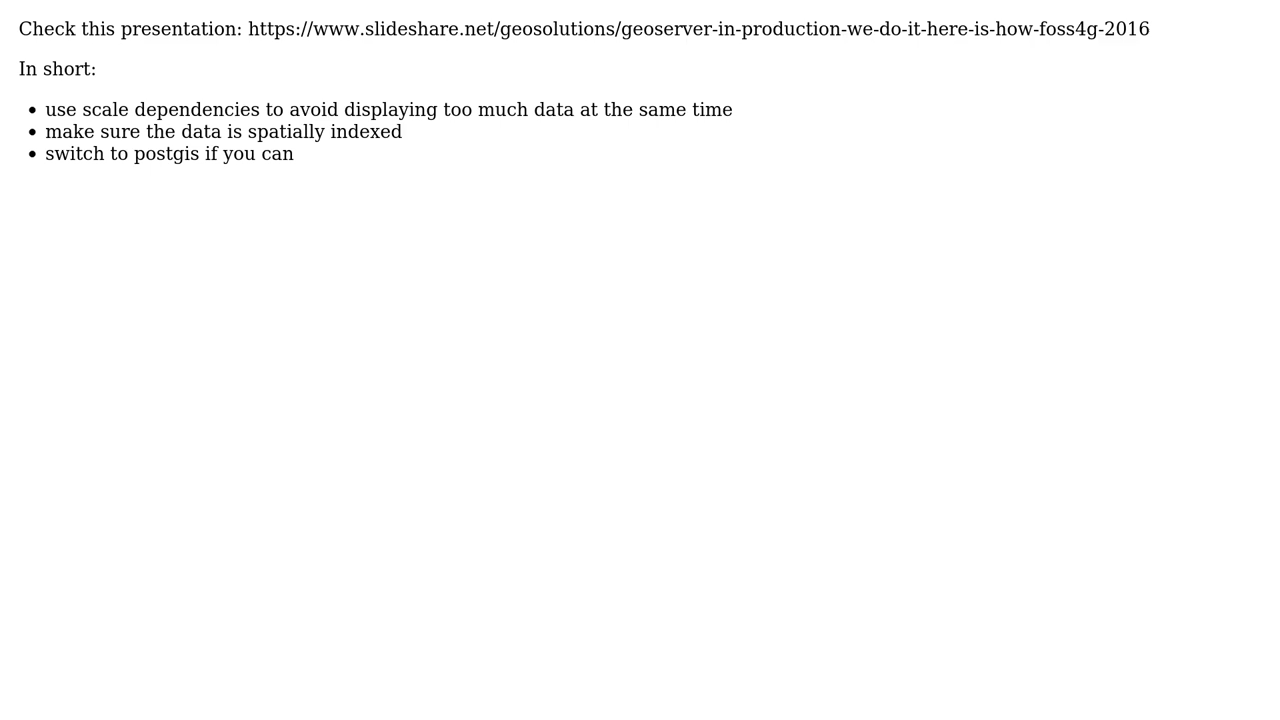 Check this presentation: https://www.slideshare.net/geosolutions/geoserver-in-production-we-do-it-here-is-how-foss4g-2016
In short:
• use scale dependencies to avoid displaying too much data at the same time
• make sure the data is spatially indexed
• switch to postgis if you can